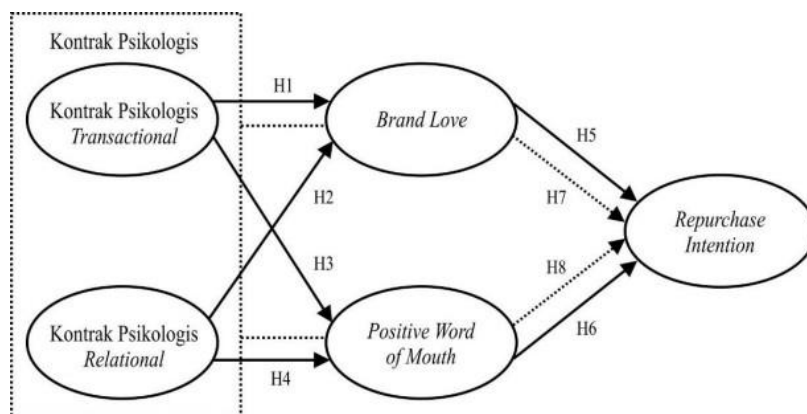 Kontrak Psikologis
Kontrak Psikologis
Transactional
H1
Brand Love
H5
H2
H7
Repurchase
Intention
H3
H8
Kontrak Psikologis
Relational
H4
Positive Word
of Mouth
H6